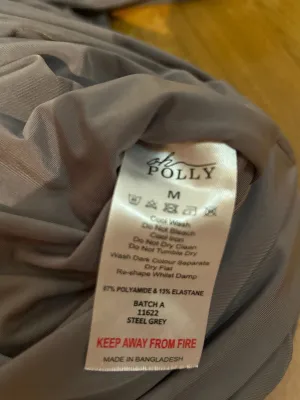 oh
POLLY
M
Cool Wash
Do Not Bleach
Cool Iron
Do Not Dry Clean
Do Not Tumble Dry
Wash Dark Colour Separate
Dry Flat
Re-shape Whilst Damp
87% POLYAMIDE & 13% ELASTANE
BATCH A
11622
STEEL GREY
KEEP AWAY FROM FIRE
MADE IN BANGLADESH